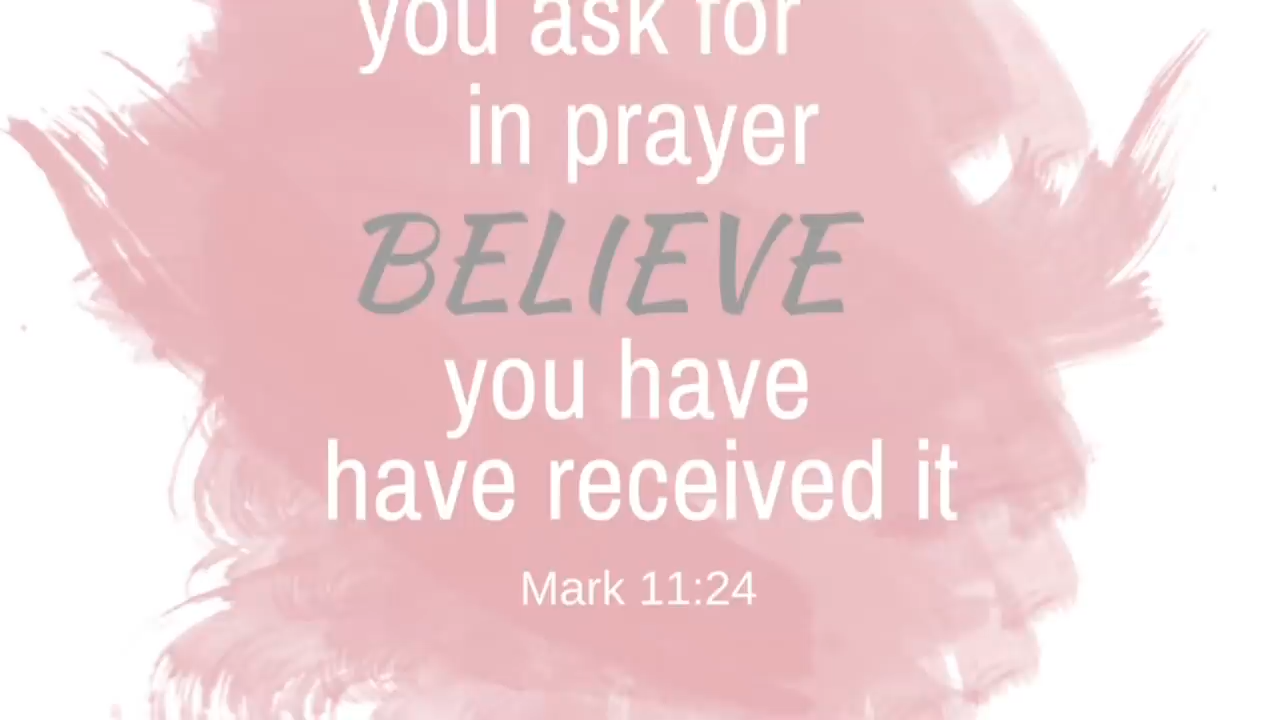 you ask for
in prayer
BELIEVE
you have
have received it
Mark 11:24